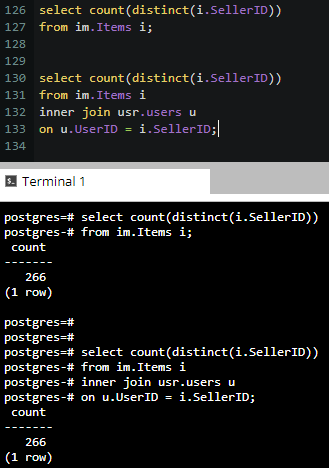 126 select count(distinct(i.SellerID))
127 from im.Items i;
128
129
130 select count(distinct(i.SellerID))
131 from im.Items i
132 inner join usr.users u
133 on u.UserID = i.SellerID;
134
Terminal 1
postgres=# select count(distinct(i.SellerID))
postgres-# from im.Items i;
count
-------
266
(1 row)
postgres=#
postgres=#
postgres=# select count(distinct(i.SellerID))
postgres-# from im.Items i
postgres-# inner join usr.users u
postgres-# on u.UserID = i.SellerID;
count
-------
266
(1 row)